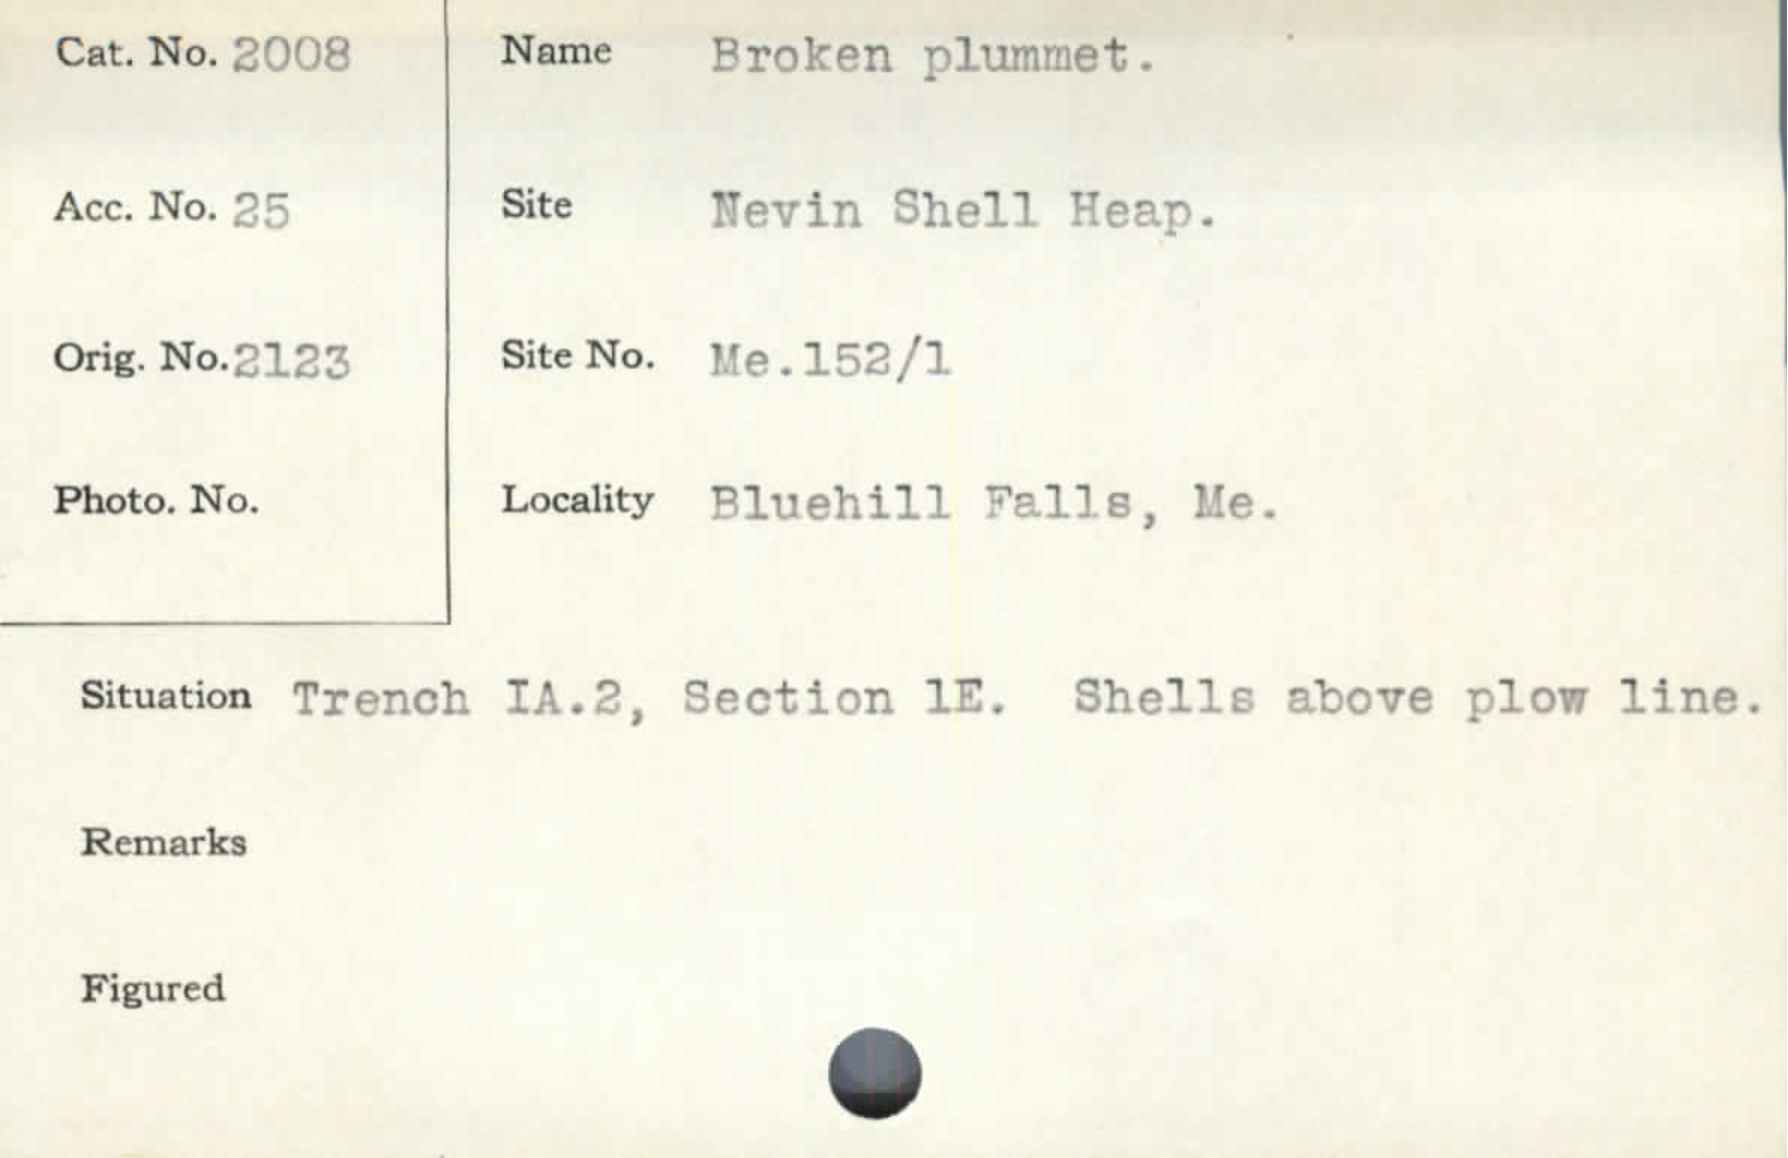 Cat. No. 2008
Name Broken plummet.
Acc. No. 25
Site Nevin Shell Heap.
Orig. No. 2123
Site No. Me.152/1
Photo. No.
Locality Bluehill Falls, Me.
Situation Trench IA.2, Section 1E. Shells above plow line.
Remarks
Figured